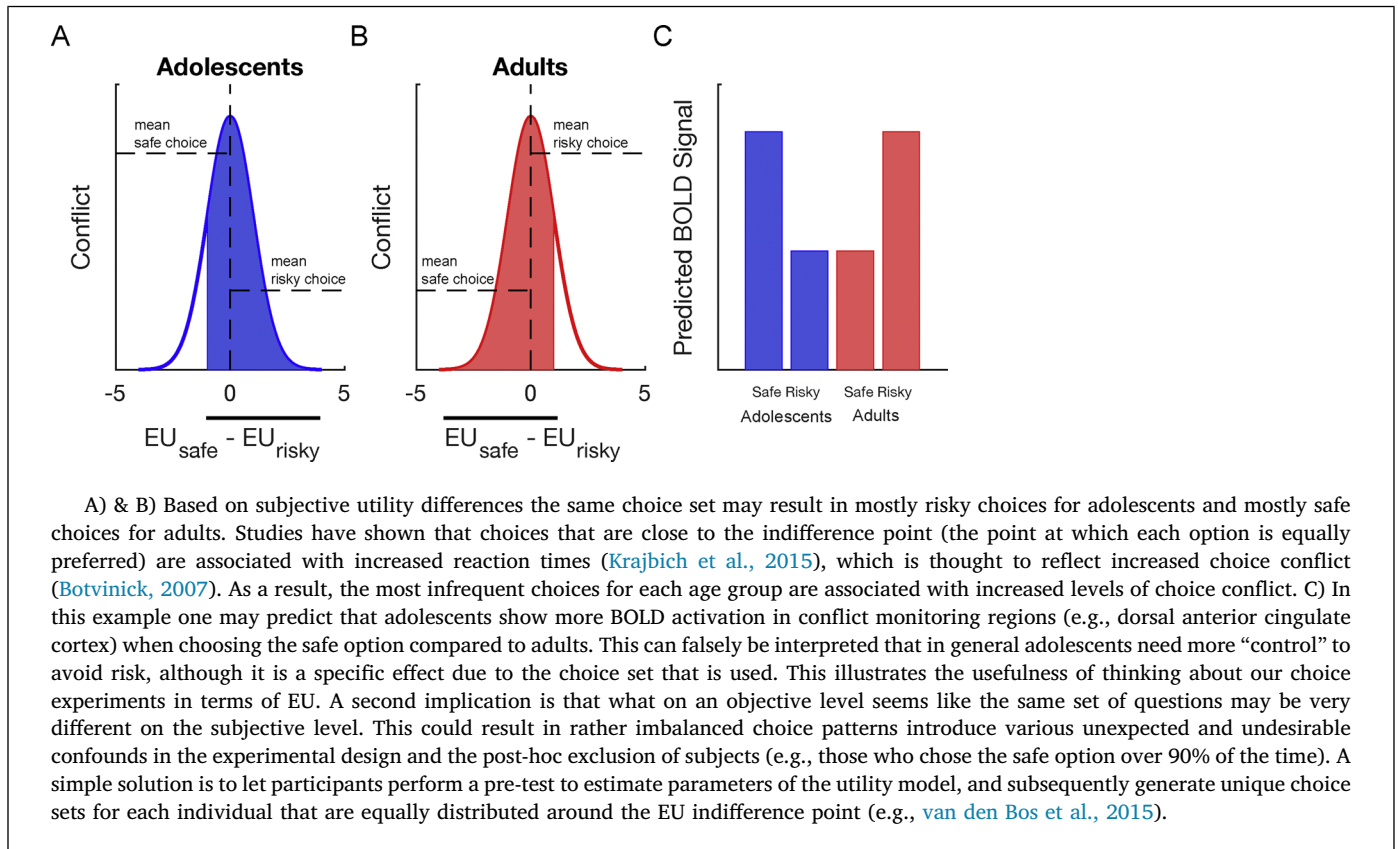 A
B
C
Adolescents
Adults
mean
safe choice
mean
risky choice
Conflict
-5 0 5
EUsafe - EUrisky
mean
risky choice
mean
safe choice
Conflict
-5 0 5
EUsafe - EUrisky
Predicted BOLD Signal
Safe Risky Safe Risky
Adolescents Adults
A) & B) Based on subjective utility differences the same choice set may result in mostly risky choices for adolescents and mostly safe
choices for adults. Studies have shown that choices that are close to the indifference point (the point at which each option is equally
preferred) are associated with increased reaction times (Krajbich et al., 2015), which is thought to reflect increased choice conflict
(Botvinick, 2007). As a result, the most infrequent choices for each age group are associated with increased levels of choice conflict. C) In
this example one may predict that adolescents show more BOLD activation in conflict monitoring regions (e.g., dorsal anterior cingulate
cortex) when choosing the safe option compared to adults. This can falsely be interpreted that in general adolescents need more “control” to
avoid risk, although it is a specific effect due to the choice set that is used. This illustrates the usefulness of thinking about our choice
experiments in terms of EU. A second implication is that what on an objective level seems like the same set of questions may be very
different on the subjective level. This could result in rather imbalanced choice patterns introduce various unexpected and undesirable
confounds in the experimental design and the post-hoc exclusion of subjects (e.g., those who chose the safe option over 90% of the time). A
simple solution is to let participants perform a pre-test to estimate parameters of the utility model, and subsequently generate unique choice
sets for each individual that are equally distributed around the EU indifference point (e.g., van den Bos et al., 2015).